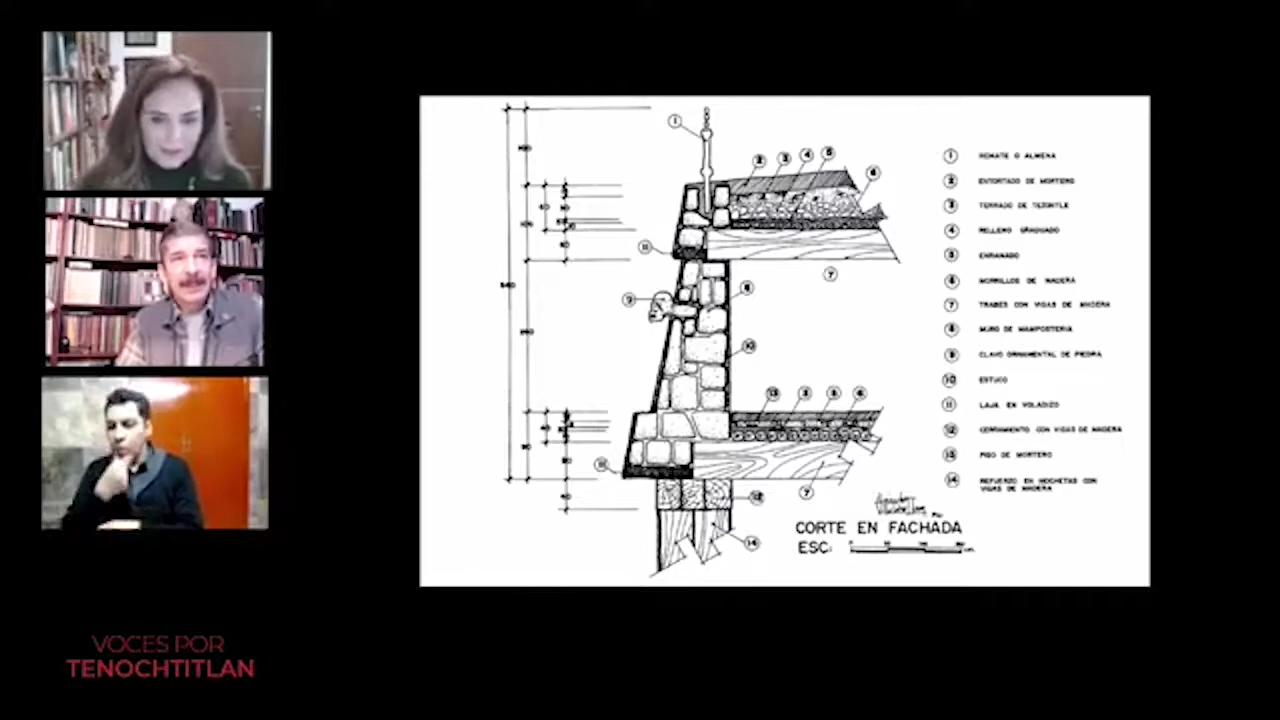 1 REMATE O ALMENA
2 ENTORTADO DE MORTERO
3 TERRADO DE TEZONTLE
4 RELLENO GRADUADO
5 ENRANADO
6 MORRILLOS DE MADERA
7 TRABES CON VIGAS DE MADERA
8 MURO DE MAMPOSTERIA
9 CLAVO ORNAMENTAL DE PIEDRA
10 ESTUCO
11 LAJA EN VOLADIZO
12 CERRAMIENTO CON VIGAS DE MADERA
13 PISO DE MORTERO
14 REFUERZO EN MOCHETAS CON
VIGAS DE MADERA
CORTE EN FACHADA
ESC:
VOCES POR
TENOCHTITLAN